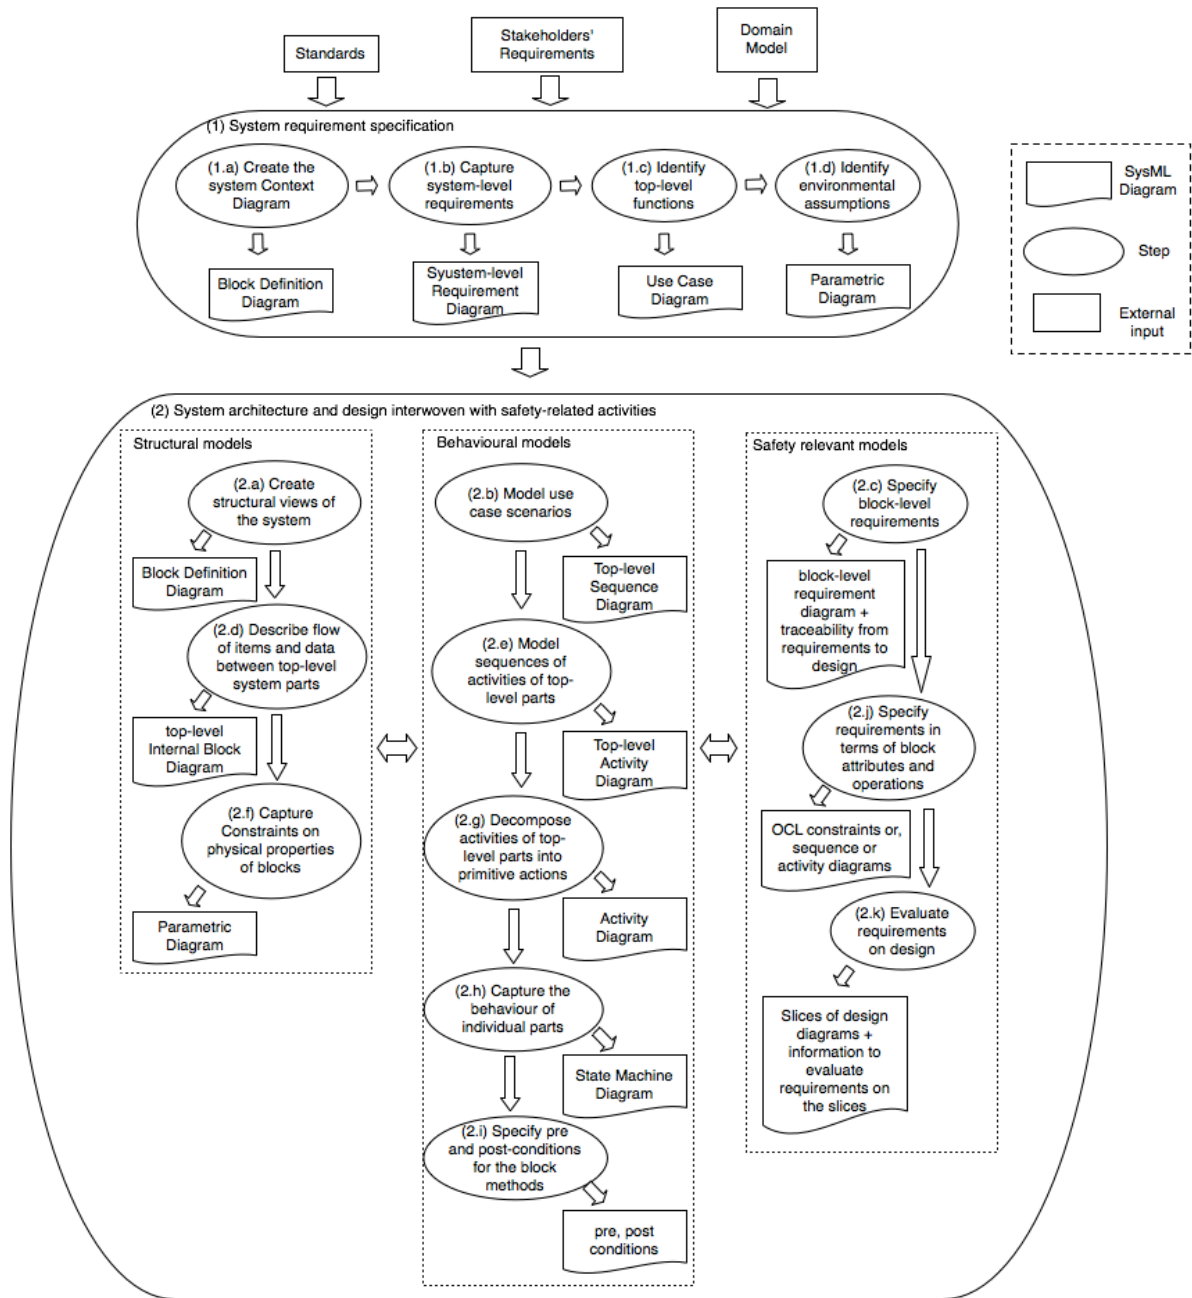 Standards
Stakeholders'
Requirements
Domain
Model
(1) System requirement specification
(1.a) Create the
system Context
Diagram
(1.b) Capture
system-level
requirements
(1.c) Identify
top-level
functions
(1.d) Identify
environmental
assumptions
Block Definition
Diagram
Syustem-level
Requirement
Diagram
Use Case
Diagram
Parametric
Diagram
SysML
Diagram
Step
External
input
(2) System architecture and design interwoven with safety-related activities
Structural models
(2.a) Create
structural views of
the system
Block Definition
Diagram
(2.d) Describe flow
of items and data
between top-level
system parts
top-level
Internal Block
Diagram
(2.f) Capture
Constraints on
physical properties
of blocks
Parametric
Diagram
Behavioural models
(2.b) Model use
case scenarios
Top-level
Sequence
Diagram
(2.e) Model
sequences of
activities of top-
level parts
Top-level
Activity
Diagram
(2.g) Decompose
activities of top-
level parts into
primitive actions
Activity
Diagram
(2.h) Capture the
behaviour of
individual parts
State Machine
Diagram
(2.i) Specify pre
and post-conditions
for the block
methods
pre, post
conditions
Safety relevant models
(2.c) Specify
block-level
requirements
block-level
requirement
diagram +
traceability from
requirements to
design
(2.j) Specify
requirements in
terms of block
attributes and
operations
OCL constraints or,
sequence or
activity diagrams
(2.k) Evaluate
requirements
on design
Slices of design
diagrams +
information to
evaluate
requirements on
the slices